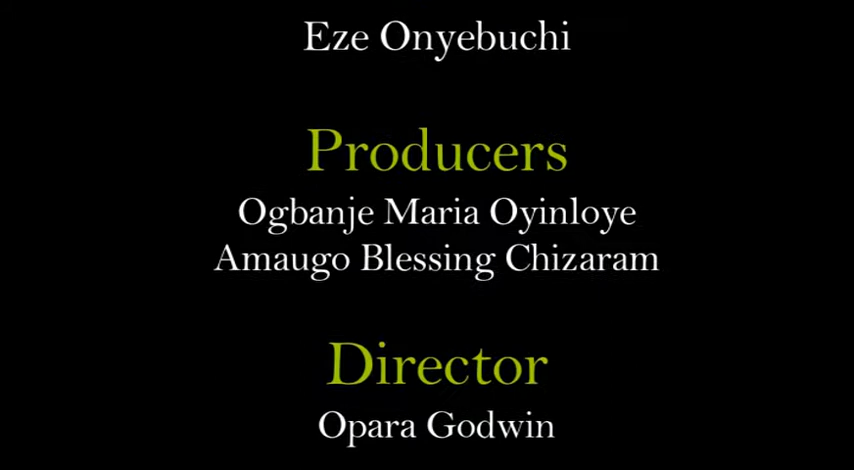 Eze Onyebuchi
Producers
Ogbanje Maria Oyinloye
Amaugo Blessing Chizaram
Director
Opara Godwin